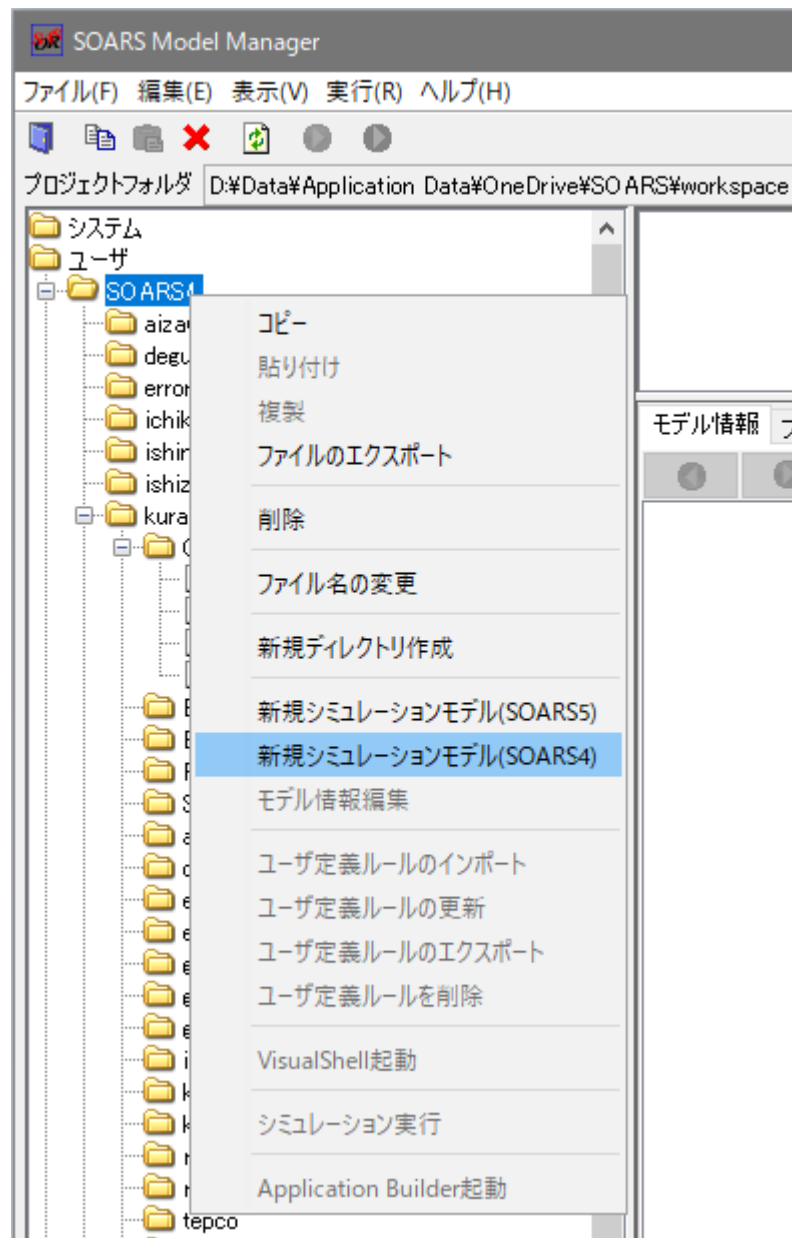 SOARS Model Manager
ファイル(F) 編集(E) 表示(V) 実行(R) ヘルプ(H)
プロジェクトフォルダ D:¥Data¥Application Data¥OneDrive¥SOARS¥workspace
システム
ユーザ
SOARS4
コピー
貼り付け
複製
ファイルのエクスポート
削除
ファイル名の変更
新規ディレクトリ作成
新規シミュレーションモデル(SOARS5)
新規シミュレーションモデル(SOARS4)
モデル情報編集
ユーザ定義ルールのインポート
ユーザ定義ルールの更新
ユーザ定義ルールのエクスポート
ユーザ定義ルールを削除
VisualShell起動
シミュレーション実行
Application Builder起動
tepco
モデル情報